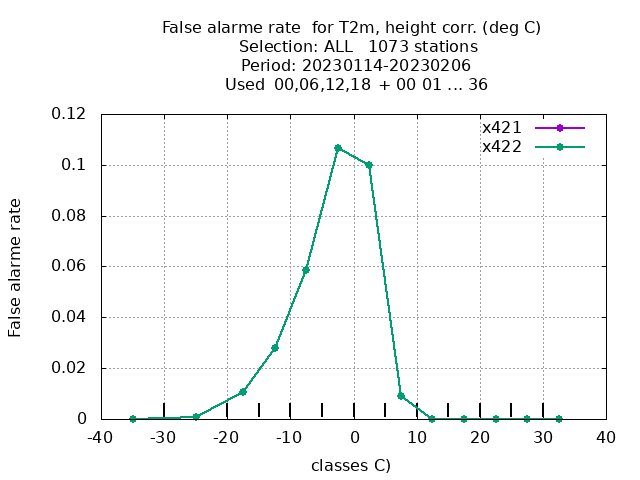 False alarme rate  for T2m, height corr. (deg C)
Selection: ALL   1073 stations
Period: 20230114-20230206
Used  00,06,12,18  + 00 01 ... 36
x421
x422
0.12
0.1
0.08
0.06
0.04
0.02
0
False alarme rate
-40 -30 -20 -10 0 10 20 30 40
classes C)